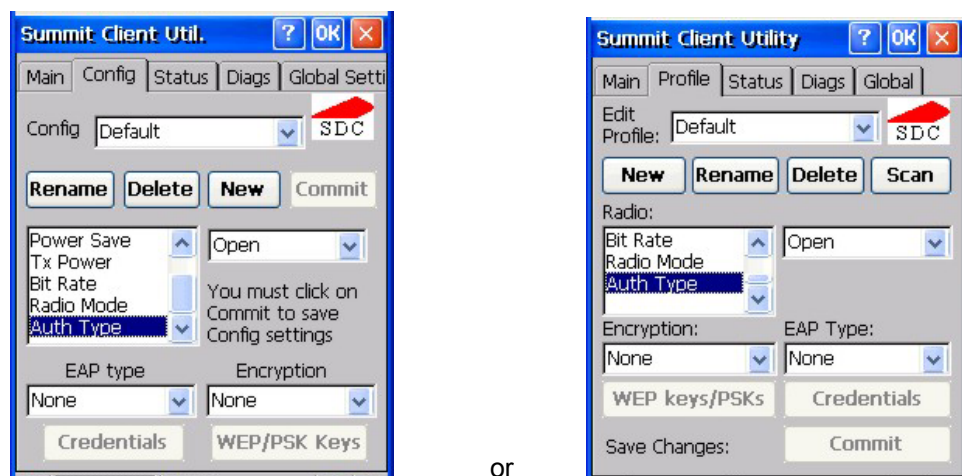 Summit Client Util. ? OK
Main Config Status Diags Global Setti
Config Default SDC
Rename Delete New Commit
Power Save
Tx Power
Bit Rate
Radio Mode
Auth Type
Open
You must click on
Commit to save
Config settings
EAP type Encryption
None None
Credentials WEP/PSK Keys
or
Summit Client Utility ? OK
Main Profile Status Diags Global
Edit
Profile: Default SDC
New Rename Delete Scan
Radio:
Bit Rate
Radio Mode
Auth Type
Open
Encryption: EAP Type:
None None
WEP keys/PSKs Credentials
Save Changes: Commit